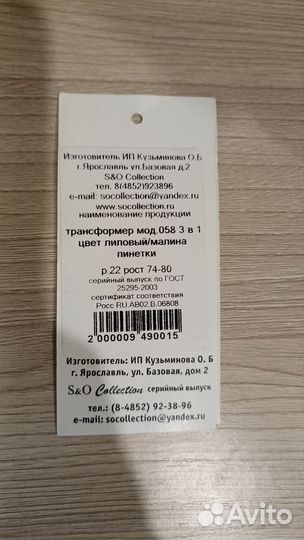 Изготовитель ИП Кузьминова О.Б
г.Ярославль ул.Базовая д.2
S&O Collection
тел. 8(4852)923896
e-mail: socollection@yandex.ru
www.socollection.ru
наименование продукции
трансформер мод.058 3 в 1
цвет лиловый/малина
пинетки
р.22 рост 74-80
серийный выпуск по ГОСТ
25295-2003
сертификат соответствия
Росс RU.АВ02.В.06808
2 000009 490015
Изготовитель: ИП Кузьминова О. Б
г. Ярославль, ул. Базовая, дом 2
S&O Collection серийный выпуск
тел.: (8-4852) 92-38-96
e-mail: socollection@yandex.ru
Avito